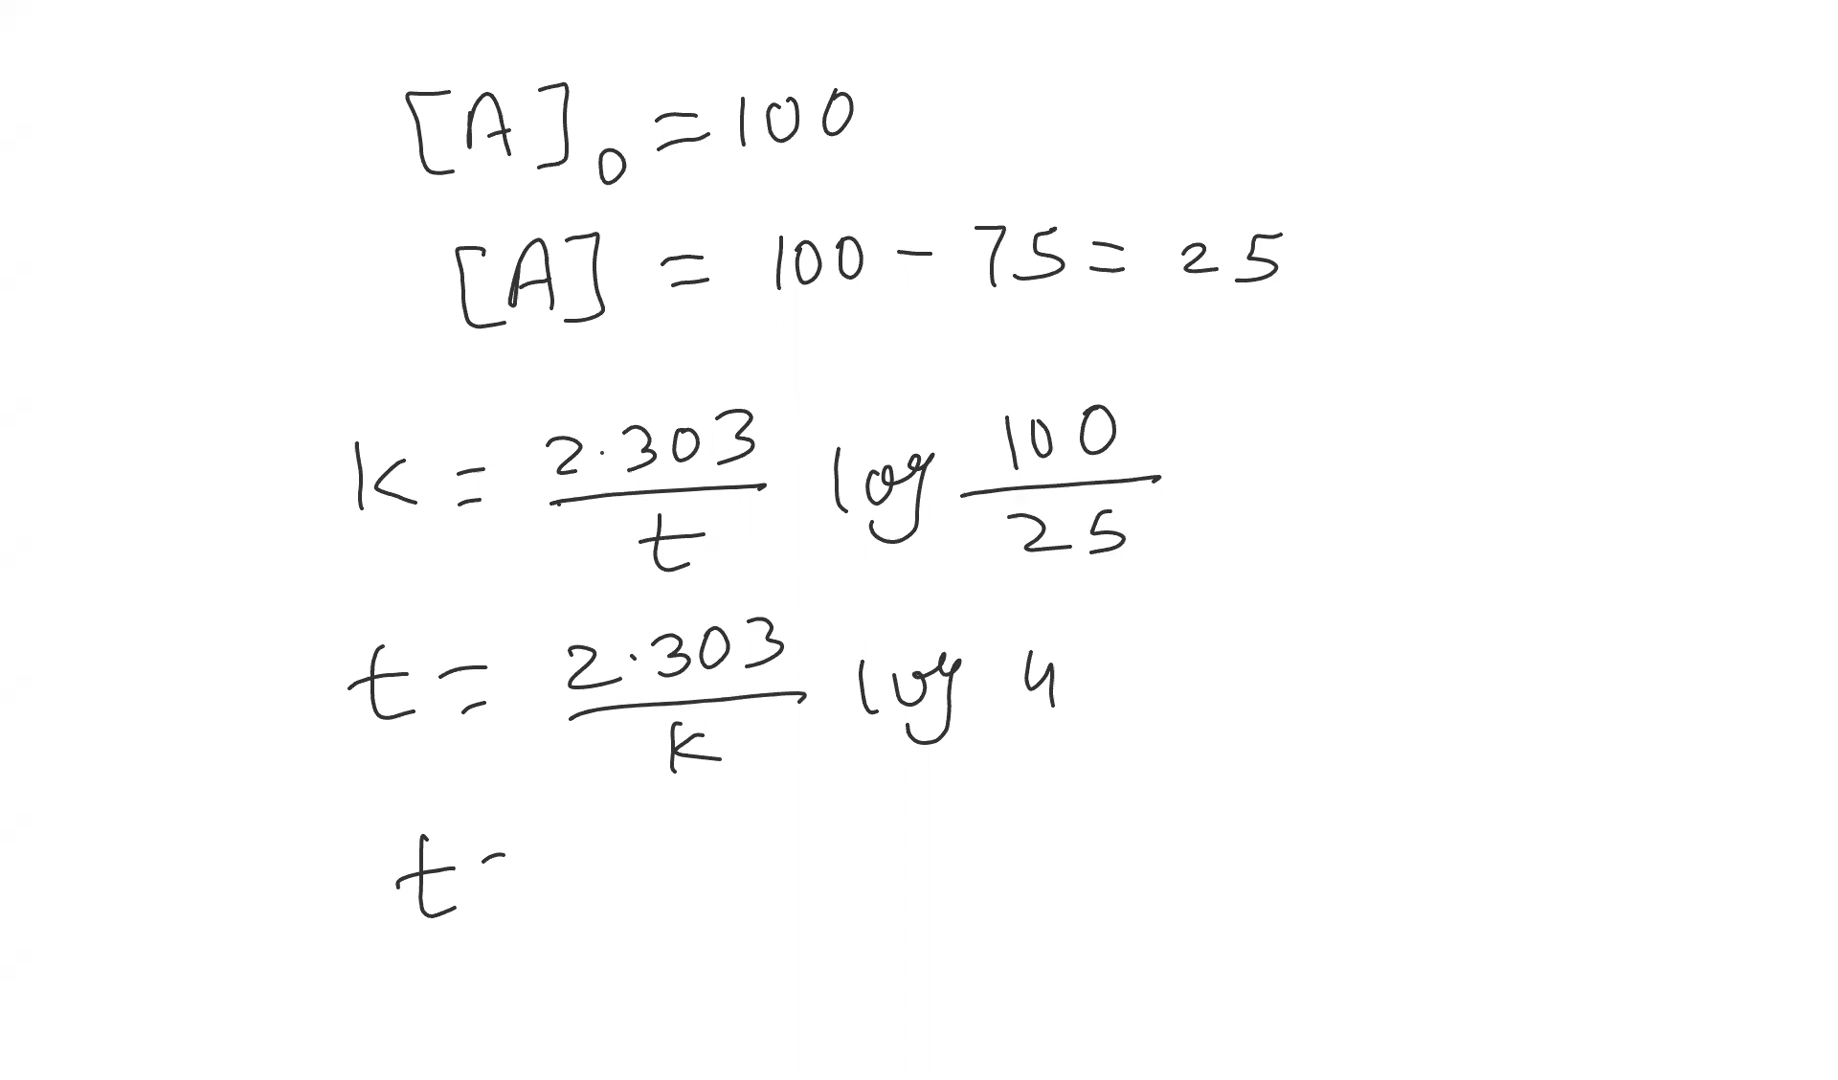 [A]₀ = 100
[A] = 100 - 75 = 25
k = 2.303/t log 100/25
t = 2.303/k log 4
t -